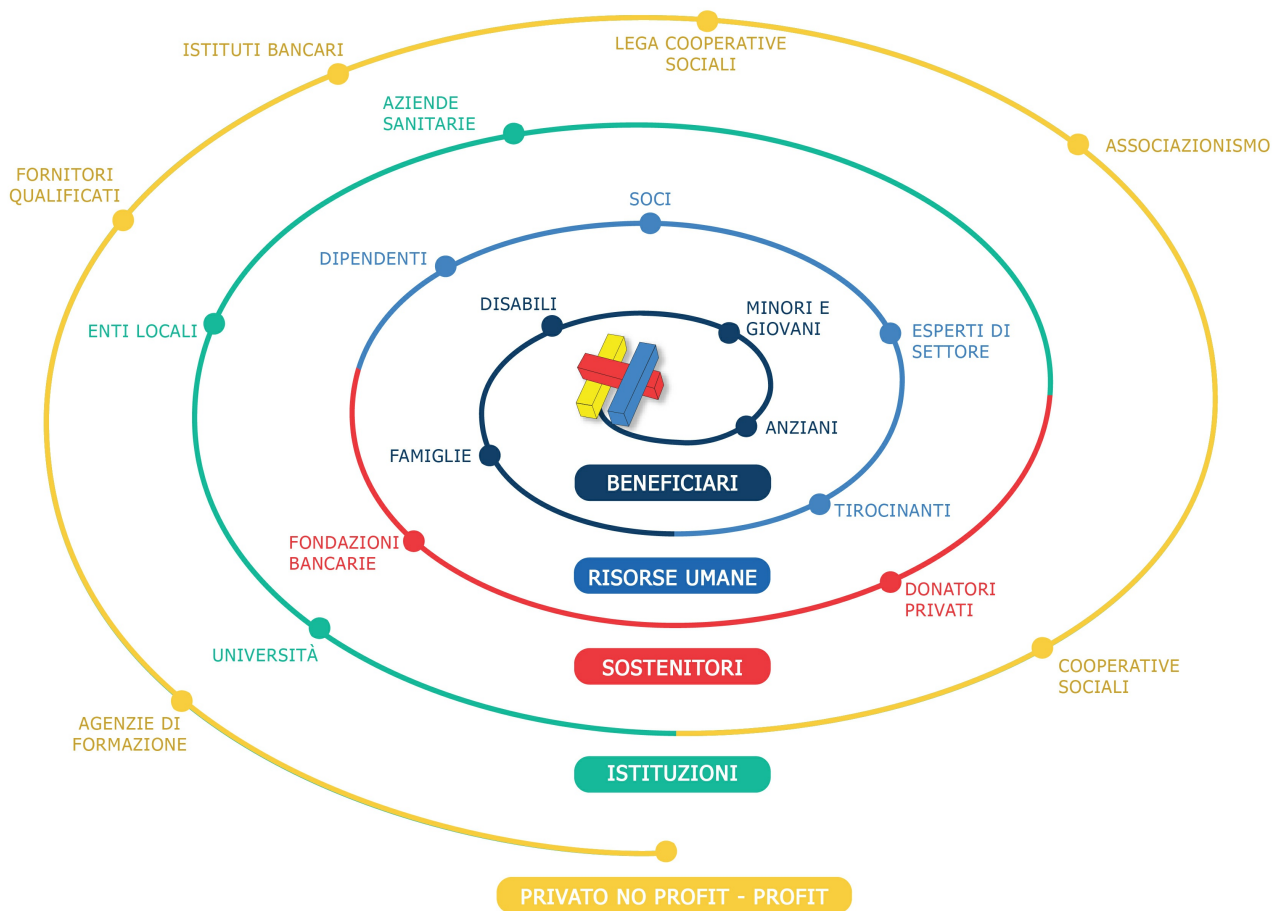 LEGA COOPERATIVE
SOCIALI
ISTITUTI BANCARI
AZIENDE
SANITARIE
ASSOCIAZIONISMO
FORNITORI
QUALIFICATI
SOCI
DIPENDENTI
DISABILI
MINORI E
GIOVANI
ENTI LOCALI
ESPERTI DI
SETTORE
ANZIANI
FAMIGLIE
BENEFICIARI
TIROCINANTI
FONDAZIONI
BANCARIE
RISORSE UMANE
DONATORI
PRIVATI
UNIVERSITÀ
SOSTENITORI
COOPERATIVE
SOCIALI
AGENZIE DI
FORMAZIONE
ISTITUZIONI
PRIVATO NO PROFIT - PROFIT